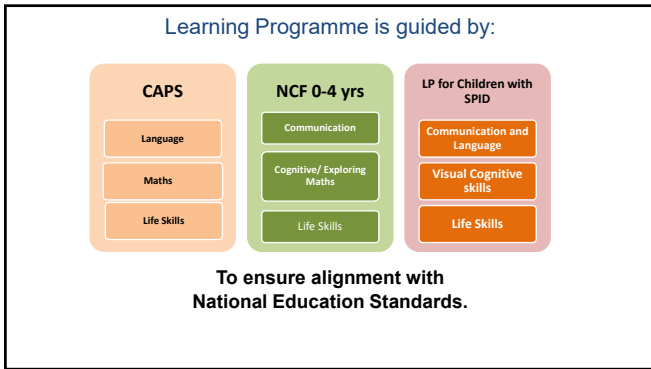 Learning Programme is guided by:
CAPS
Language
Maths
Life Skills
NCF 0-4 yrs
Communication
Cognitive/ Exploring
Maths
Life Skills
LP for Children with
SPID
Communication and
Language
Visual Cognitive
skills
Life Skills
To ensure alignment with
National Education Standards.